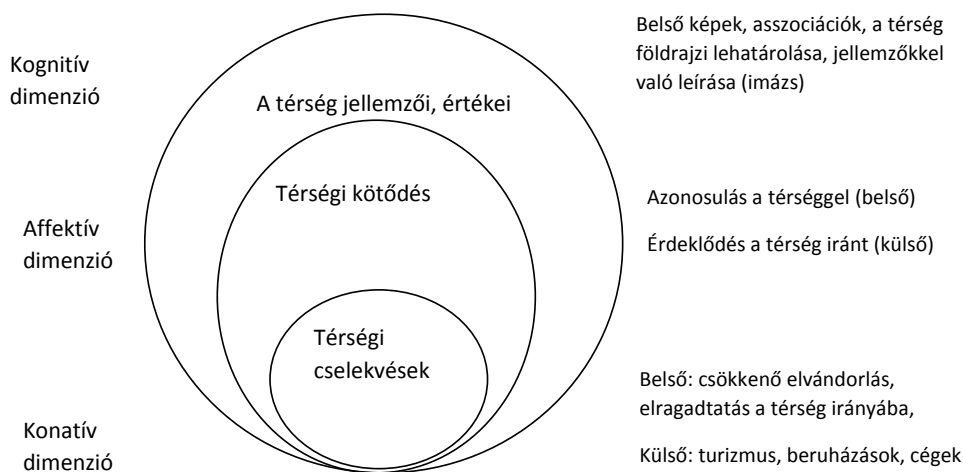 Kognitív
dimenzió
A térség jellemzői, értékei
Belső képek, asszociációk, a térség
földrajzi lehatárolása, jellemzőkkel
való leírása (imázs)
Affektív
dimenzió
Térségi kötődés
Azonosulás a térséggel (belső)
Érdeklődés a térség iránt (külső)
Konatív
dimenzió
Térségi
cselekvések
Belső: csökkenő elvándorlás,
elragadtatás a térség irányába,
Külső: turizmus, beruházások, cégek